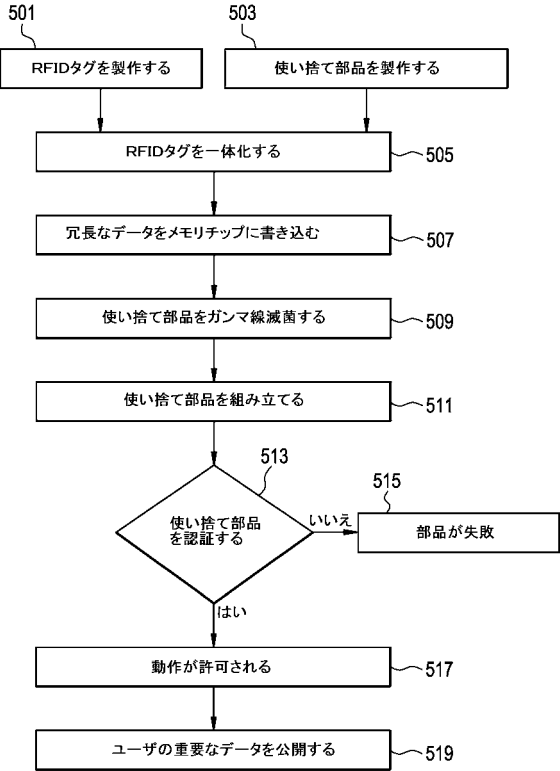 501
503
RFIDタグを製作する
使い捨て部品を製作する
RFIDタグを一体化する
505
冗長なデータをメモリチップに書き込む
507
使い捨て部品をガンマ線滅菌する
509
使い捨て部品を組み立てる
511
513
515
使い捨て部品
を認証する
いいえ
部品が失敗
はい
動作が許可される
517
ユーザの重要なデータを公開する
519